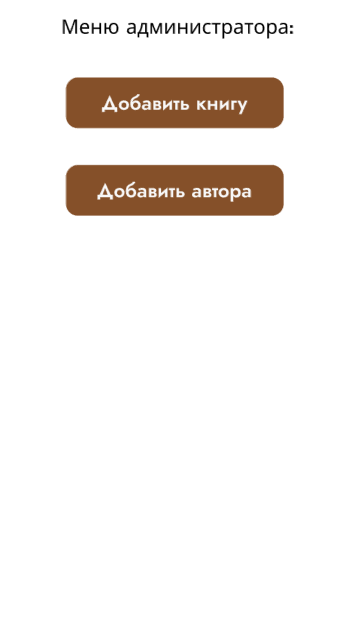 Меню администратора:
Добавить книгу
Добавить автора